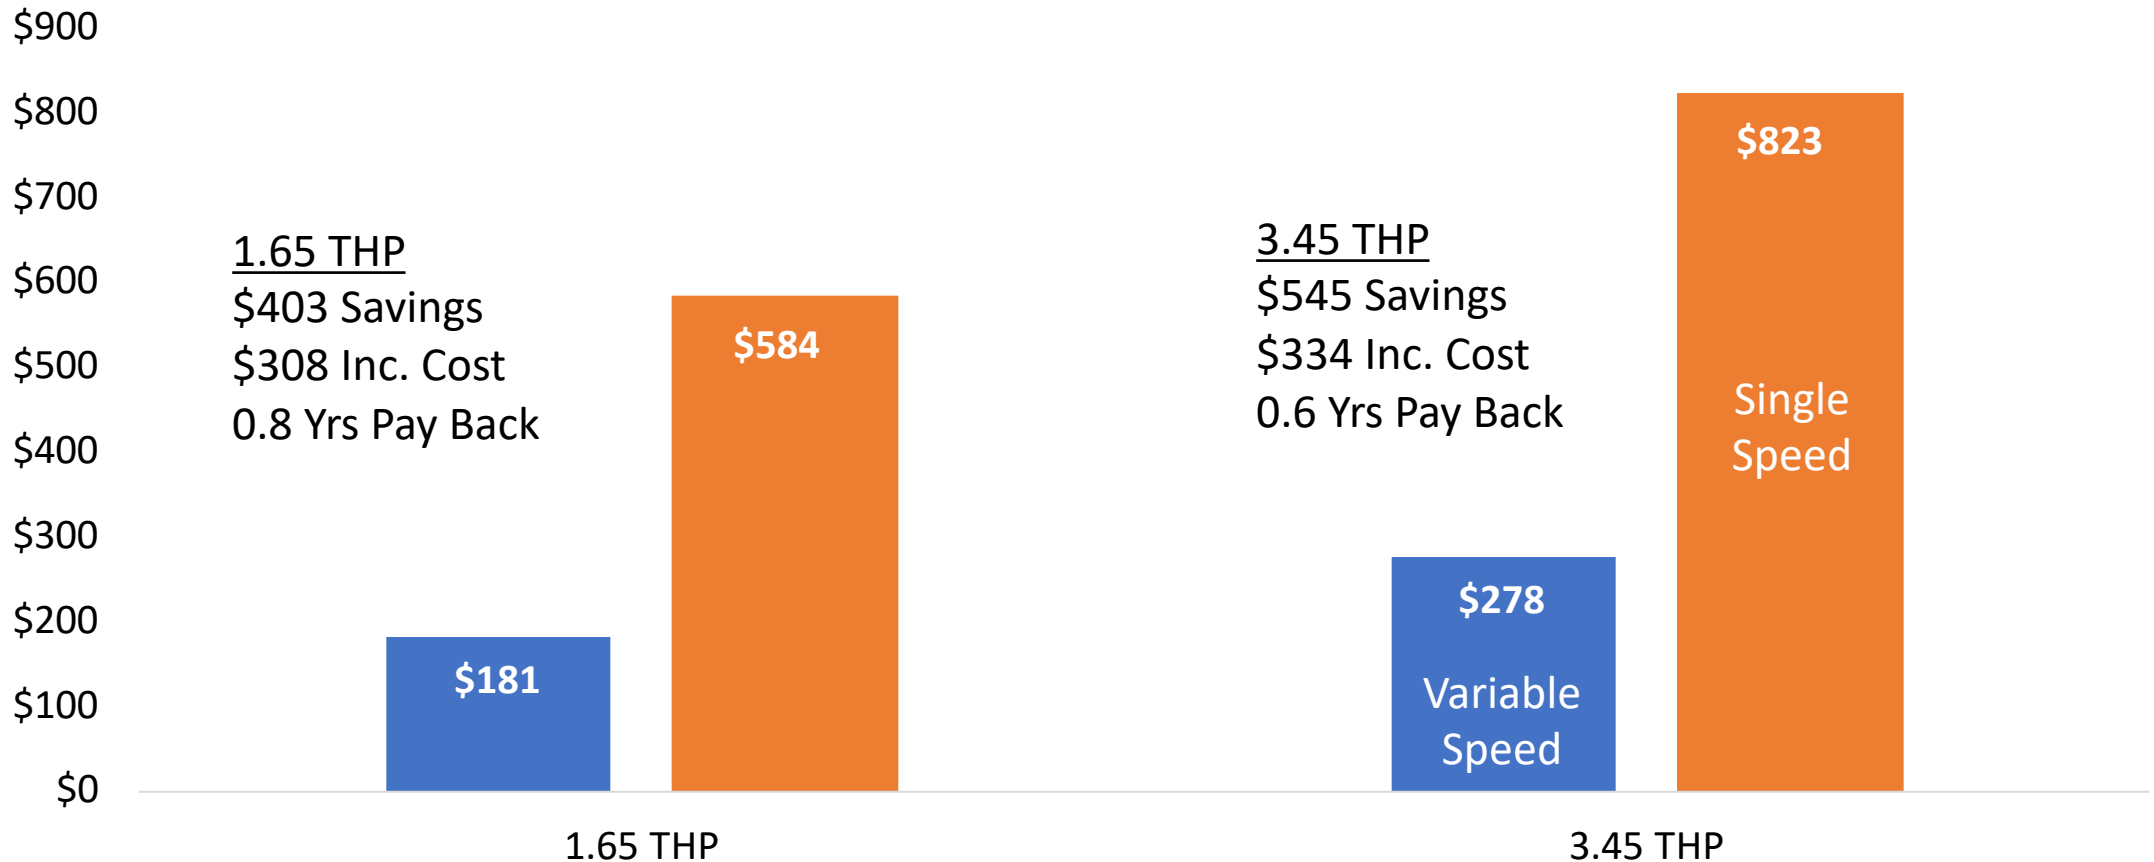 $900
$800
$700
$600
$500
$400
$300
$200
$100
$0
1.65 THP
$403 Savings
$308 Inc. Cost
0.8 Yrs Pay Back
$181
$584
3.45 THP
$545 Savings
$334 Inc. Cost
0.6 Yrs Pay Back
$278
Variable
Speed
$823
Single
Speed
1.65 THP
3.45 THP